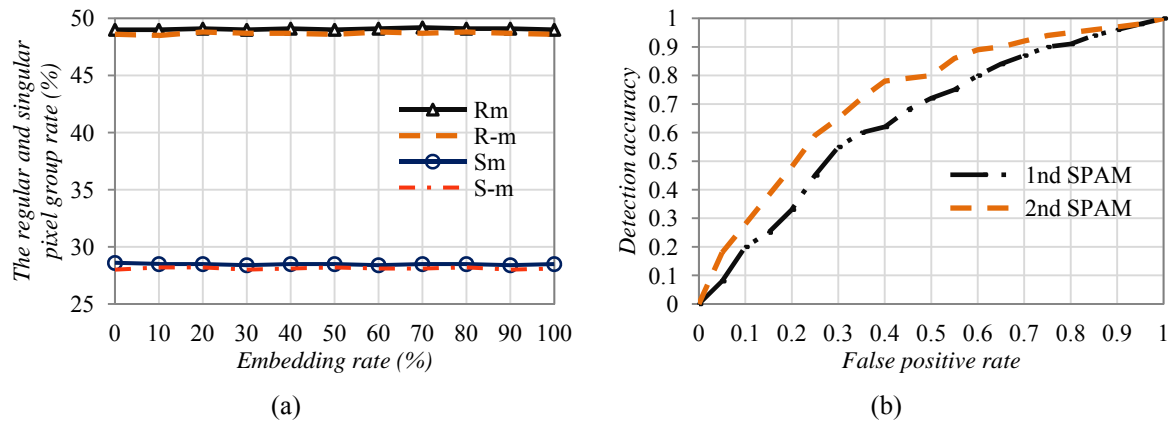 The regular and singular
pixel group rate (%)
50
45
40
35
30
25
Rm
R-m
Sm
S-m
0 10 20 30 40 50 60 70 80 90 100
Embedding rate (%)
(a)
Detection accuracy
1
0.9
0.8
0.7
0.6
0.5
0.4
0.3
0.2
0.1
0
1nd SPAM
2nd SPAM
0 0.1 0.2 0.3 0.4 0.5 0.6 0.7 0.8 0.9 1
False positive rate
(b)